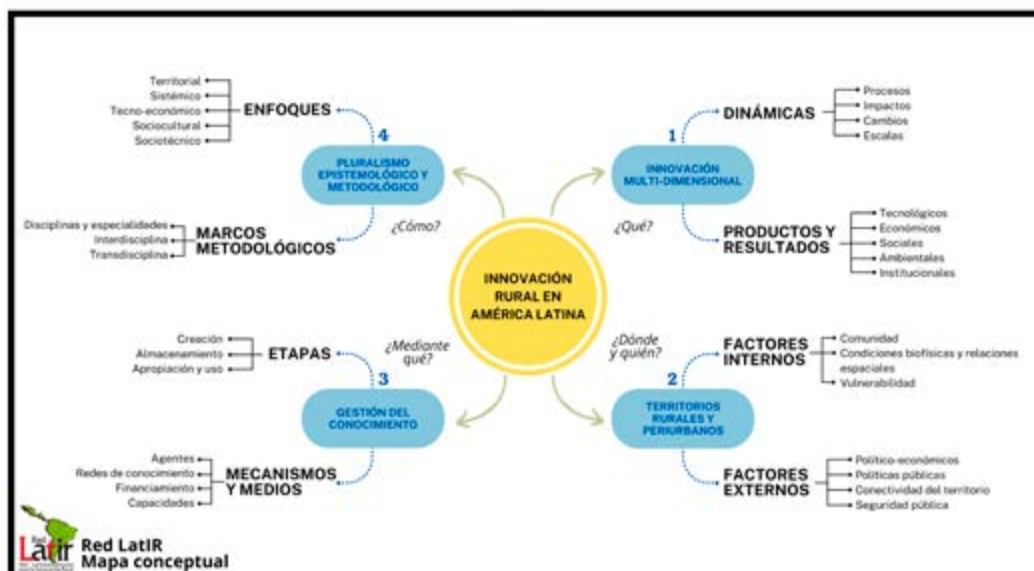 INNOVACIÓN
RURAL EN
AMÉRICA LATINA
¿Qué?
1
INNOVACIÓN
MULTI-DIMENSIONAL
DINÁMICAS
Procesos
Impactos
Cambios
Escalas
PRODUCTOS Y
RESULTADOS
Tecnológicos
Económicos
Sociales
Ambientales
Institucionales
¿Dónde
y quién?
2
TERRITORIOS
RURALES Y
PERIURBANOS
FACTORES
INTERNOS
Comunidad
Condiciones biofísicas y relaciones
espaciales
Vulnerabilidad
FACTORES
EXTERNOS
Político-económicos
Políticas públicas
Conectividad del territorio
Seguridad pública
¿Mediante
qué?
3
GESTIÓN DEL
CONOCIMIENTO
ETAPAS
Creación
Almacenamiento
Apropiación y uso
MECANISMOS
Y MEDIOS
Agentes
Redes de conocimiento
Financiamiento
Capacidades
¿Cómo?
4
PLURALISMO
EPISTEMOLÓGICO Y
METODOLÓGICO
ENFOQUES
Territorial
Sistémico
Tecno-económico
Sociocultural
Sociotécnico
MARCOS
METODOLÓGICOS
Disciplinas y especialidades
Interdisciplina
Transdisciplina
Red
Latir
Red LatIR
Mapa conceptual